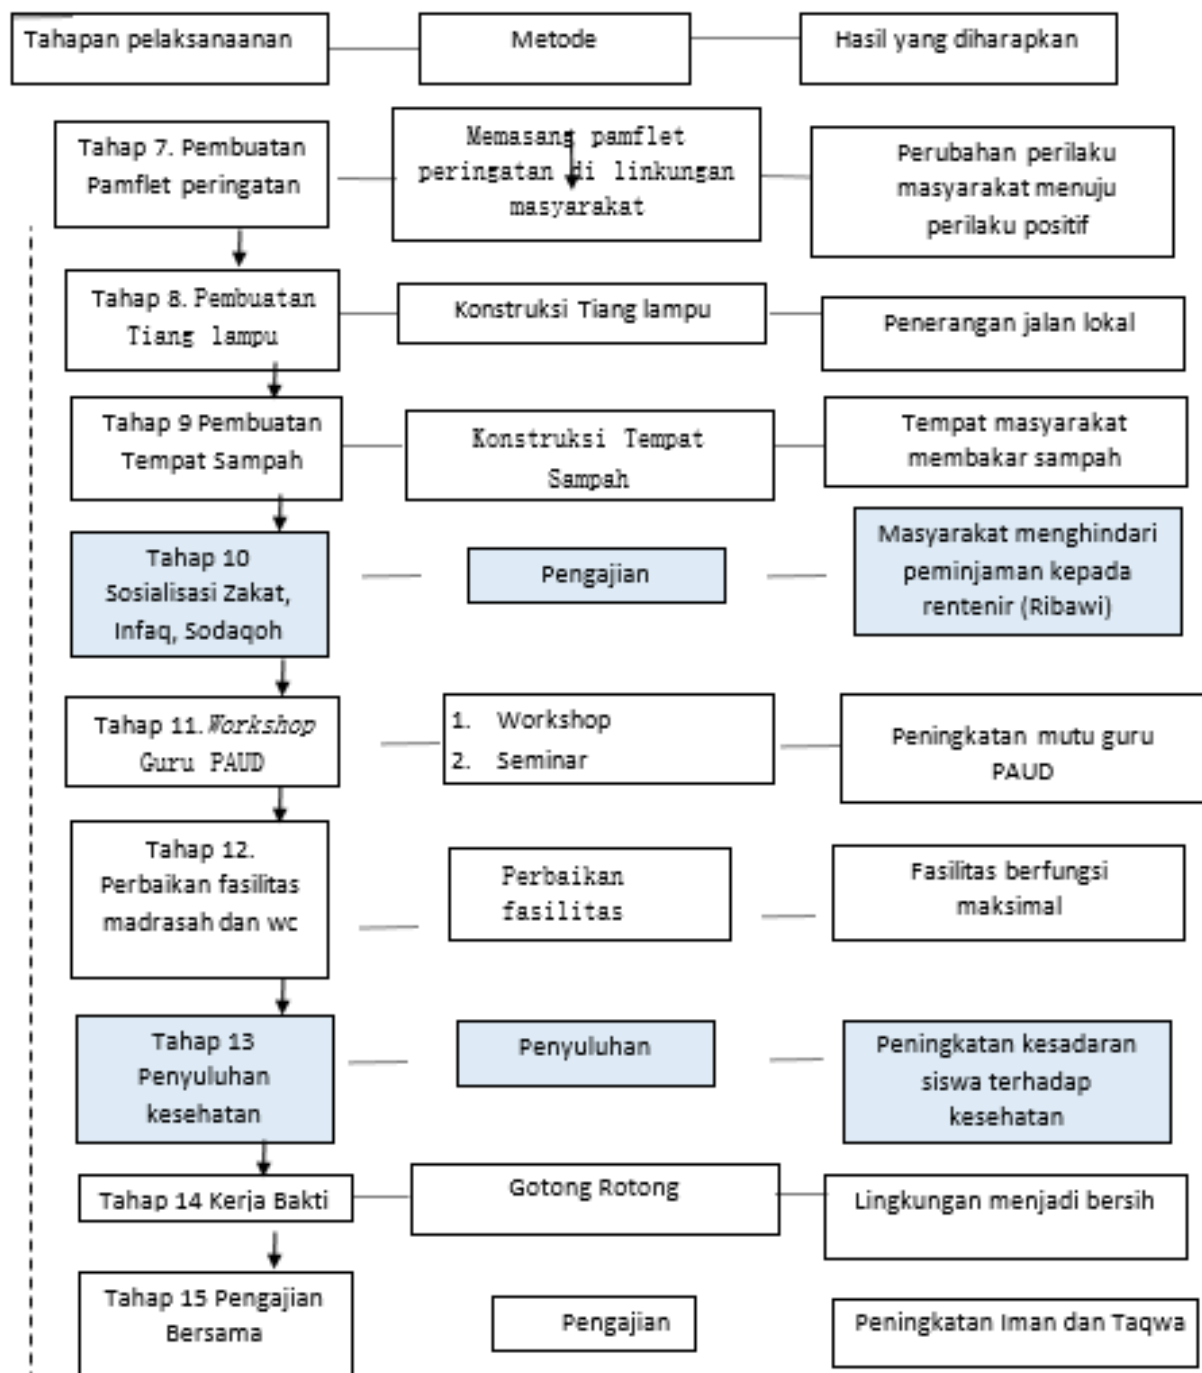 Tahapan pelaksanaanan
Metode
Hasil yang diharapkan
Tahap 7. Pembuatan
Pamflet peringatan
Memasang pamflet
peringatan di linkungan
masyarakat
Perubahan perilaku
masyarakat menuju
perilaku positif
Tahap 8. Pembuatan
Tiang lampu
Konstruksi Tiang lampu
Penerangan jalan lokal
Tahap 9 Pembuatan
Tempat Sampah
Konstruksi Tempat
Sampah
Tempat masyarakat
membakar sampah
Tahap 10
Sosialisasi Zakat,
Infaq, Sodaqoh
Pengajian
Masyarakat menghindari
peminjaman kepada
rentenir (Ribawi)
Tahap 11. Workshop
Guru PAUD
1. Workshop
2. Seminar
Peningkatan mutu guru
PAUD
Tahap 12.
Perbaikan fasilitas
madrasah dan wc
Perbaikan
fasilitas
Fasilitas berfungsi
maksimal
Tahap 13
Penyuluhan
kesehatan
Penyuluhan
Peningkatan kesadaran
siswa terhadap
kesehatan
Tahap 14 Kerja Bakti
Gotong Rotong
Lingkungan menjadi bersih
Tahap 15 Pengajian
Bersama
Pengajian
Peningkatan Iman dan Taqwa